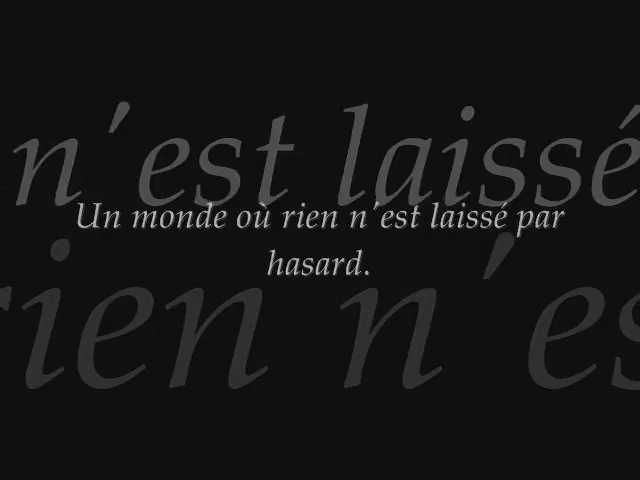 n'est laissé
Un monde où rien n'est laissé par
hasard.
rien n'es